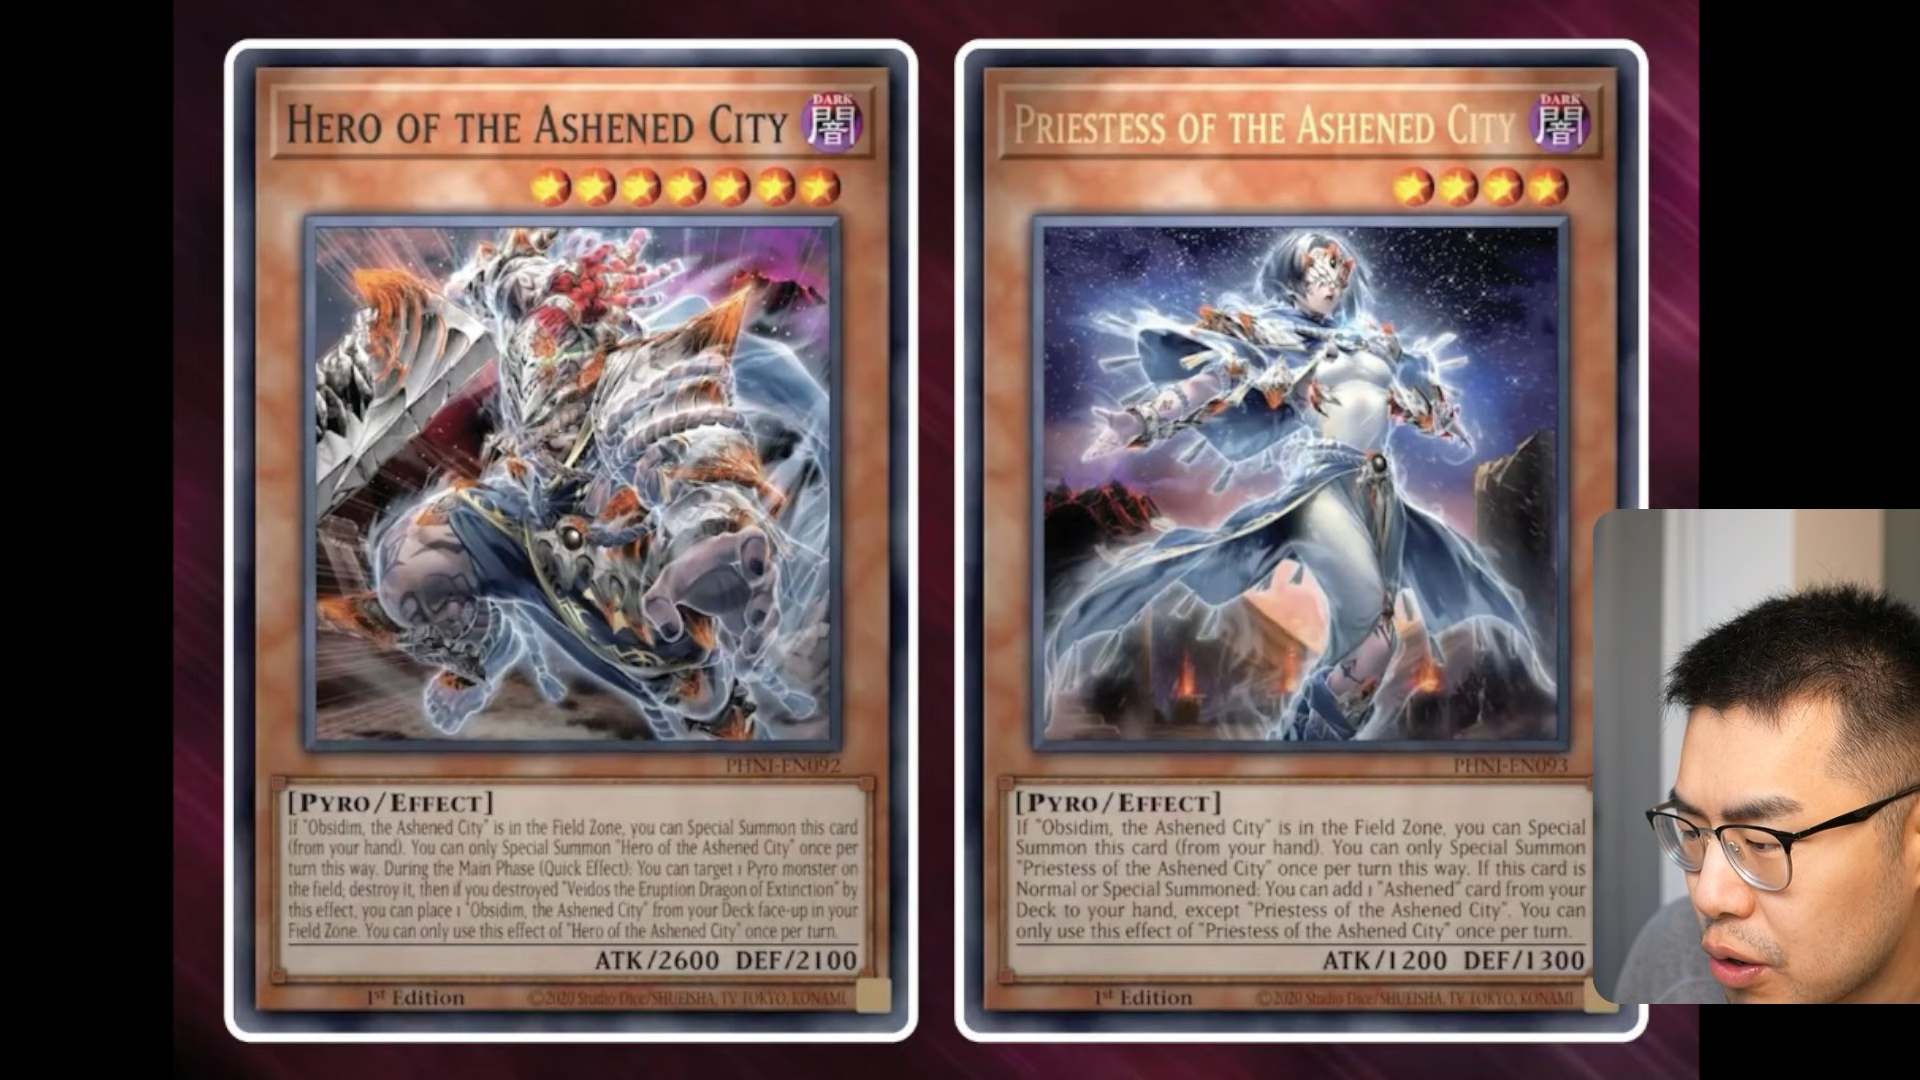 HERO OF THE ASHENED CITY
DARK
闇
PHNI-EN092
[PYRO/EFFECT]
If "Obsidim, the Ashened City" is in the Field Zone, you can Special Summon this card
(from your hand). You can only Special Summon "Hero of the Ashened City" once per
turn this way. During the Main Phase (Quick Effect): You can target 1 Pyro monster on
the field; destroy it, then if you destroyed "Veidos the Eruption Dragon of Extinction" by
this effect, you can place 1 "Obsidim, the Ashened City" from your Deck face-up in your
Field Zone. You can only use this effect of "Hero of the Ashened City" once per turn.
ATK/2600 DEF/2100
1st Edition
©2020 Studio Dice/SHUEISHA, TV TOKYO, KONAMI
PRIESTESS OF THE ASHENED CITY
DARK
闇
PHNI-EN093
[PYRO/EFFECT]
If "Obsidim, the Ashened City" is in the Field Zone, you can Special
Summon this card (from your hand). You can only Special Summon
"Priestess of the Ashened City" once per turn this way. If this card is
Normal or Special Summoned: You can add 1 "Ashened" card from your
Deck to your hand, except "Priestess of the Ashened City". You can
only use this effect of "Priestess of the Ashened City" once per turn.
ATK/1200 DEF/1300
1st Edition
©2020 Studio Dice/SHUEISHA, TV TOKYO, KONAMI